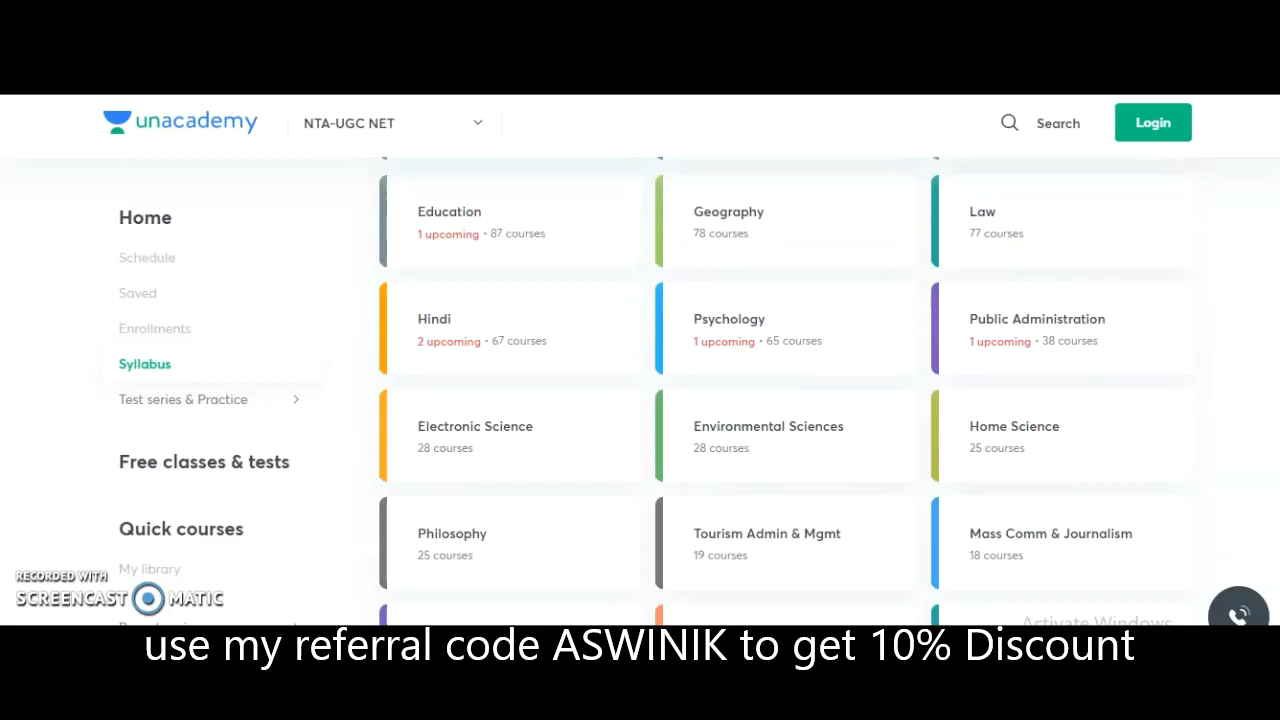 unacademy
NTA-UGC NET
Search
Login
Home
Schedule
Saved
Enrollments
Syllabus
Test series & Practice
Free classes & tests
Quick courses
My library
Education
1 upcoming • 87 courses
Geography
78 courses
Law
77 courses
Hindi
2 upcoming • 67 courses
Psychology
1 upcoming • 65 courses
Public Administration
1 upcoming • 38 courses
Electronic Science
28 courses
Environmental Sciences
28 courses
Home Science
25 courses
Philosophy
25 courses
Tourism Admin & Mgmt
19 courses
Mass Comm & Journalism
18 courses
RECORDED WITH
SCREENCAST MATIC
Activate Windows
use my referral code ASWINIK to get 10% Discount